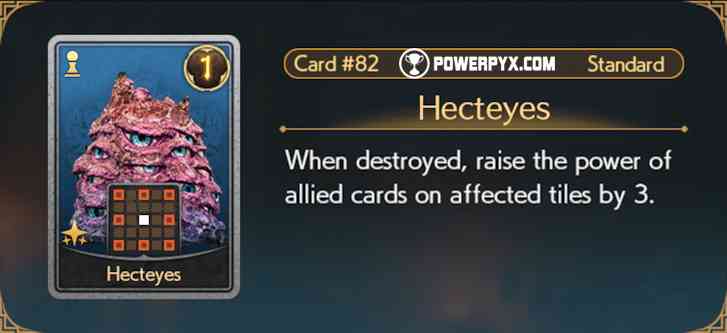 1
Hecteyes
Card #82 POWERPYX.COM Standard
Hecteyes
When destroyed, raise the power of
allied cards on affected tiles by 3.